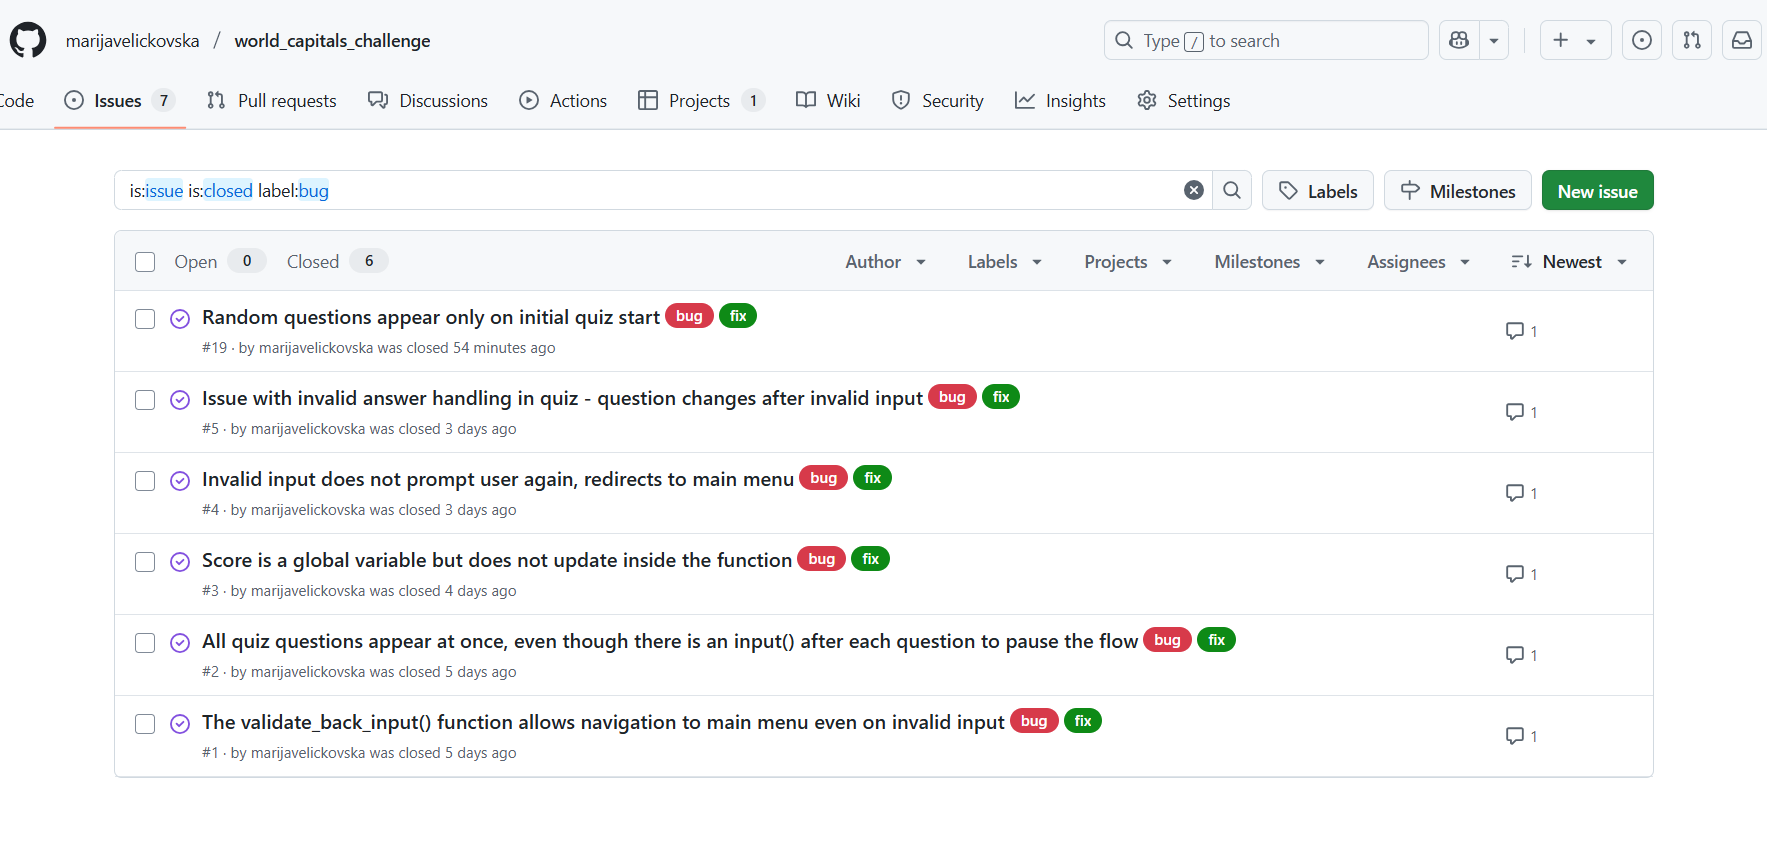 marijavelickovska / world_capitals_challenge
Type / to search
Code
Issues 7
Pull requests
Discussions
Actions
Projects 1
Wiki
Security
Insights
Settings
is:issue is:closed label:bug
Labels
Milestones
New issue
Open 0
Closed 6
Author
Labels
Projects
Milestones
Assignees
Newest
Random questions appear only on initial quiz start bug fix
1
#19 · by marijavelickovska was closed 54 minutes ago
Issue with invalid answer handling in quiz - question changes after invalid input bug fix
1
#5 · by marijavelickovska was closed 3 days ago
Invalid input does not prompt user again, redirects to main menu bug fix
1
#4 · by marijavelickovska was closed 3 days ago
Score is a global variable but does not update inside the function bug fix
1
#3 · by marijavelickovska was closed 4 days ago
All quiz questions appear at once, even though there is an input() after each question to pause the flow bug fix
1
#2 · by marijavelickovska was closed 5 days ago
The validate_back_input() function allows navigation to main menu even on invalid input bug fix
1
#1 · by marijavelickovska was closed 5 days ago